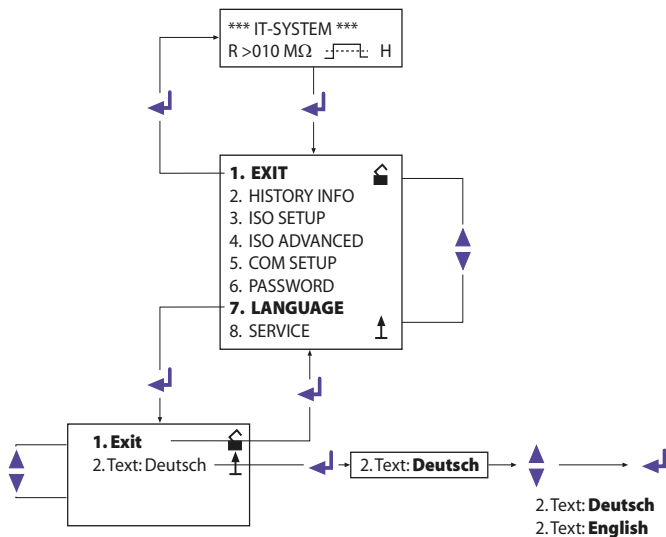 *** IT-SYSTEM ***
R >010 MΩ H
1. EXIT
2. HISTORY INFO
3. ISO SETUP
4. ISO ADVANCED
5. COM SETUP
6. PASSWORD
7. LANGUAGE
8. SERVICE
1. Exit
2. Text: Deutsch
2. Text: Deutsch
2. Text: Deutsch
2. Text: English